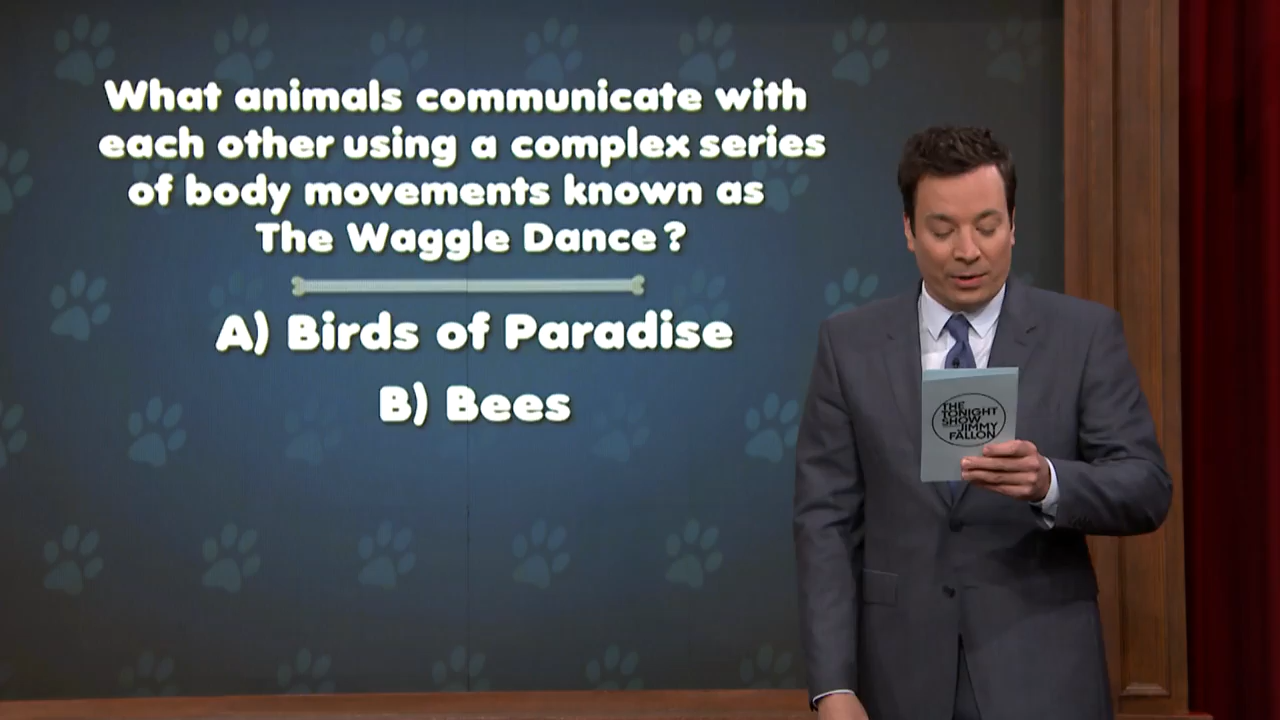 What animals communicate with
each other using a complex series
of body movements known as
The Waggle Dance?
A) Birds of Paradise
B) Bees
THE
TONIGHT
SHOW
JIMMY
FALLON